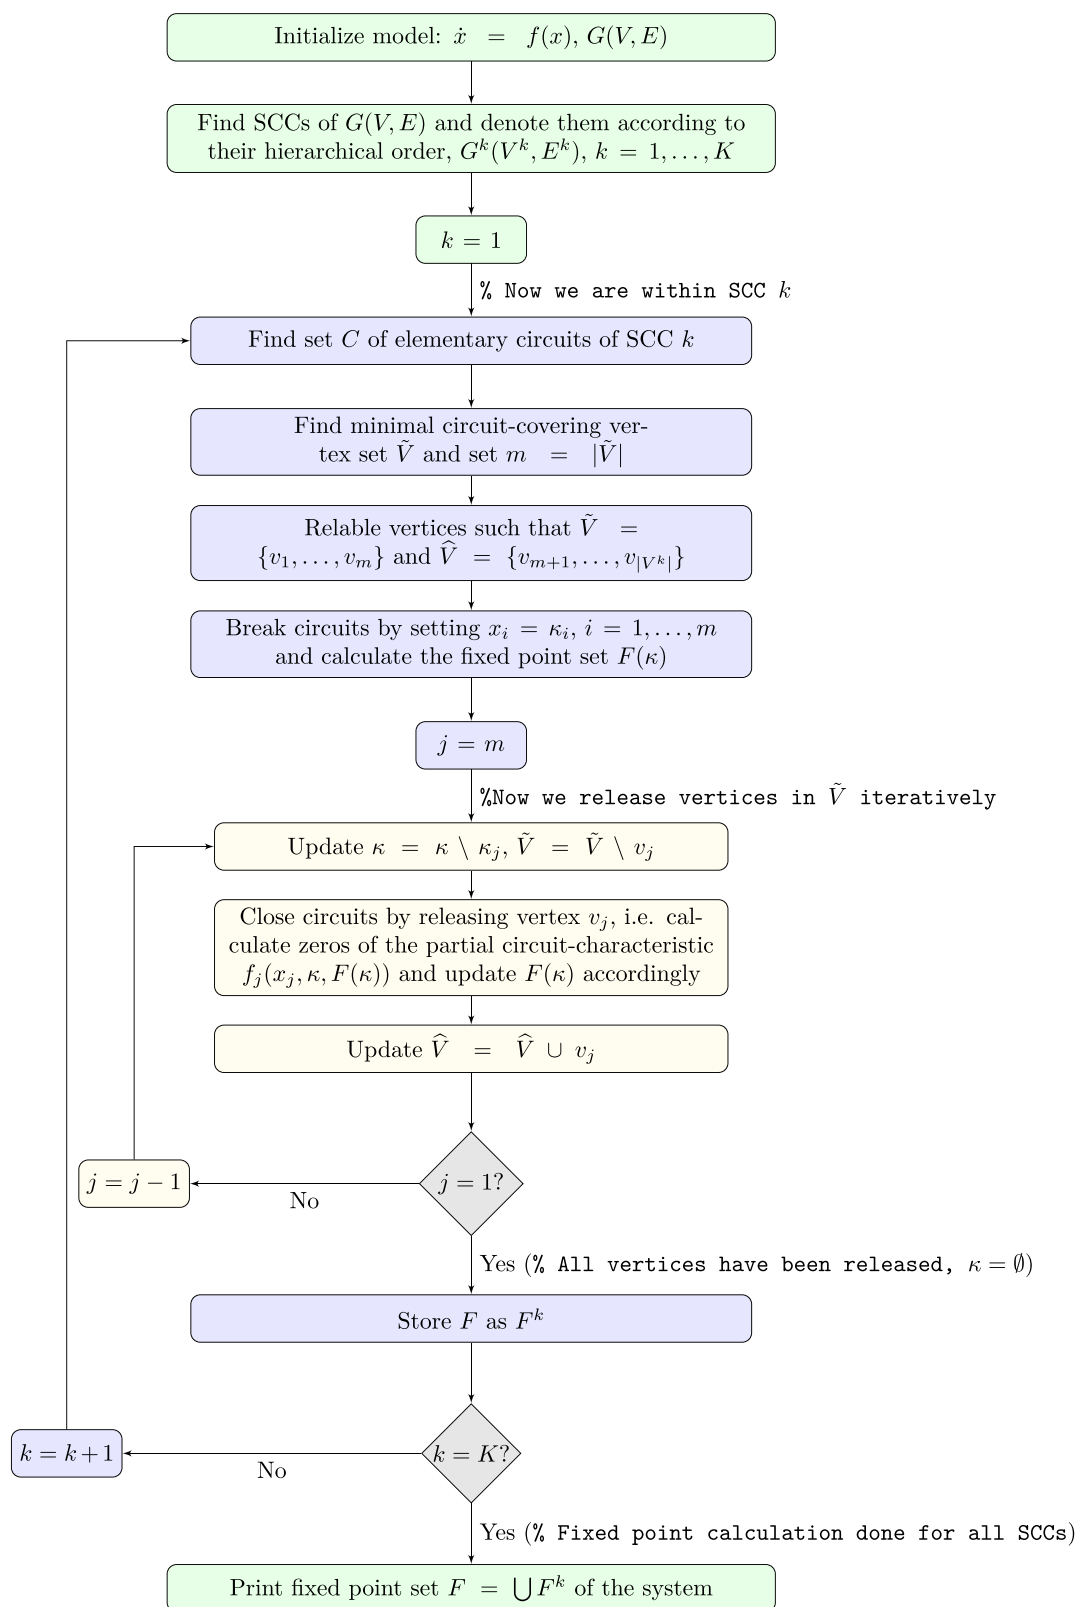 Initialize model: ẋ = f(x), G(V, E)
Find SCCs of G(V, E) and denote them according to
their hierarchical order, G^k(V^k, E^k), k = 1, . . . , K
k = 1
% Now we are within SCC k
Find set C of elementary circuits of SCC k
Find minimal circuit-covering ver-
tex set Ṽ and set m = |Ṽ|
Relable vertices such that Ṽ =
{v_1, . . . , v_m} and V̂ = {v_{m+1}, . . . , v_{|V^k|}}
Break circuits by setting x_i = κ_i, i = 1, . . . , m
and calculate the fixed point set F(κ)
j = m
%Now we release vertices in Ṽ iteratively
Update κ = κ \ κ_j, Ṽ = Ṽ \ v_j
Close circuits by releasing vertex v_j, i.e. cal-
culate zeros of the partial circuit-characteristic
f_j(x_j, κ, F(κ)) and update F(κ) accordingly
Update V̂ = V̂ ∪ v_j
j = j − 1
j = 1?
No
Yes (% All vertices have been released, κ = ∅)
Store F as F^k
k = k + 1
k = K?
No
Yes (% Fixed point calculation done for all SCCs)
Print fixed point set F = ⋃ F^k of the system